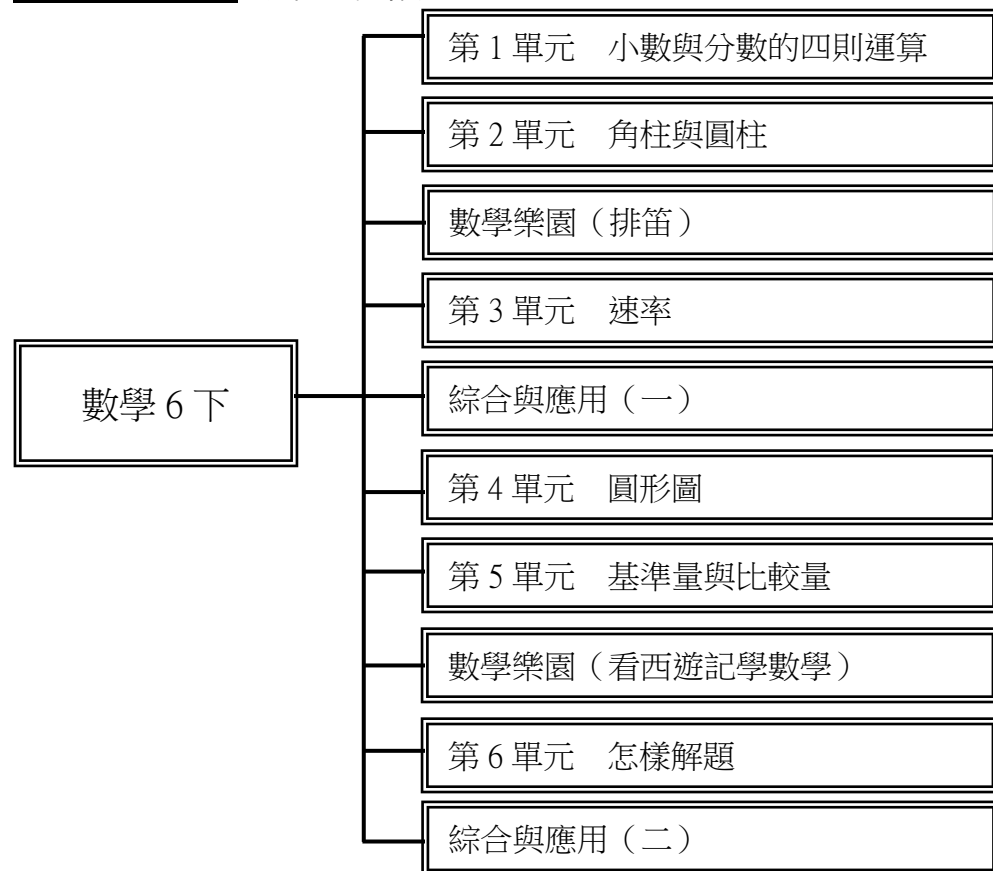 第 1 單元　小數與分數的四則運算
第 2 單元　角柱與圓柱
數學樂園（排笛）
第 3 單元　速率
數學 6 下
綜合與應用（一）
第 4 單元　圓形圖
第 5 單元　基準量與比較量
數學樂園（看西遊記學數學）
第 6 單元　怎樣解題
綜合與應用（二）